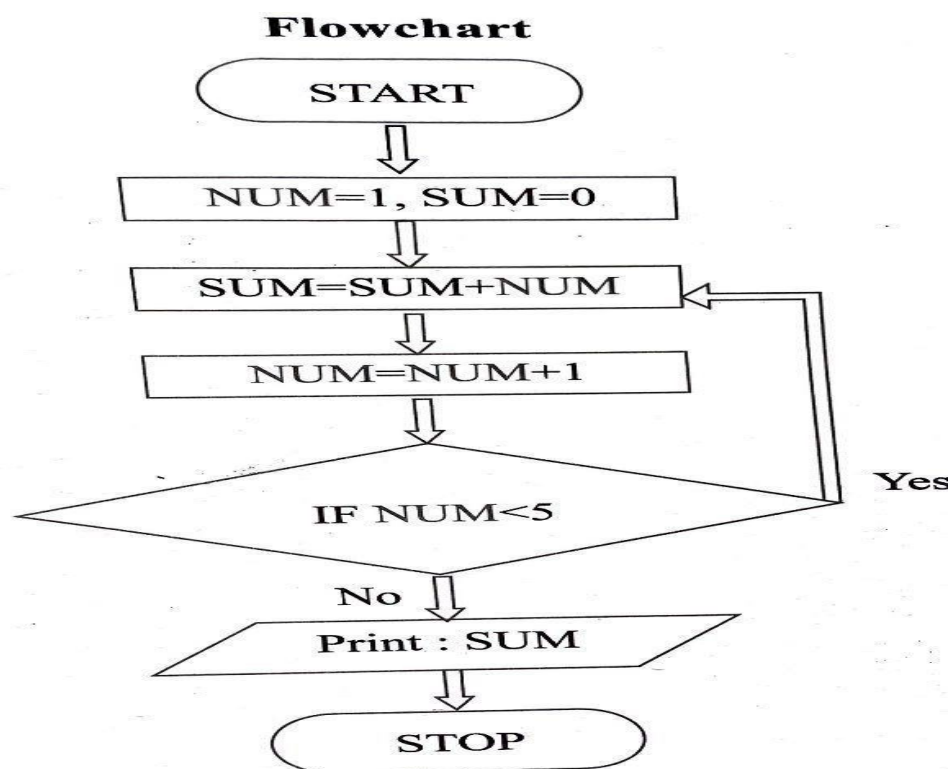 Flowchart
START
NUM=1, SUM=0
SUM=SUM+NUM
NUM=NUM+1
IF NUM<5
Yes
No
Print : SUM
STOP